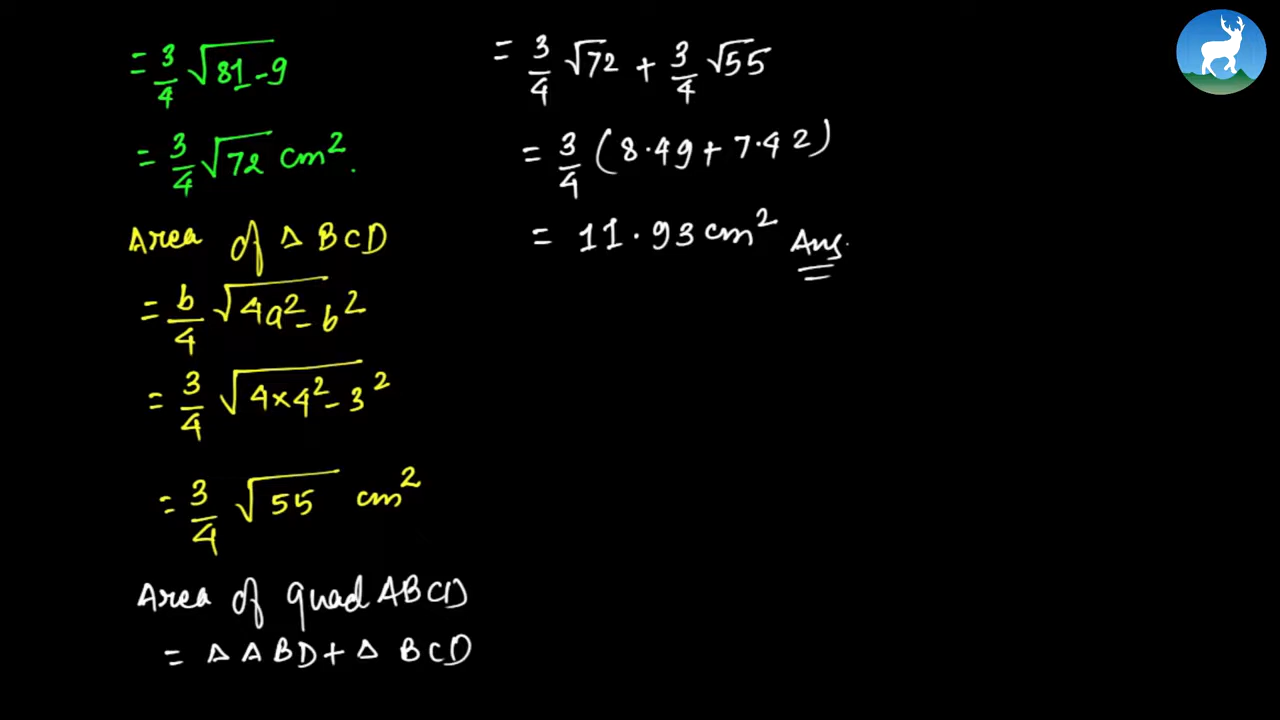 = 3/4 √81-9
= 3/4 √72 cm².
Area of Δ BCD
= b/4 √4a²-b²
= 3/4 √4×4²-3²
= 3/4 √55 cm²
Area of quad ABCD
= Δ ABD + Δ BCD
= 3/4 √72 + 3/4 √55
= 3/4 (8.49 + 7.42)
= 11.93 cm² Ans.